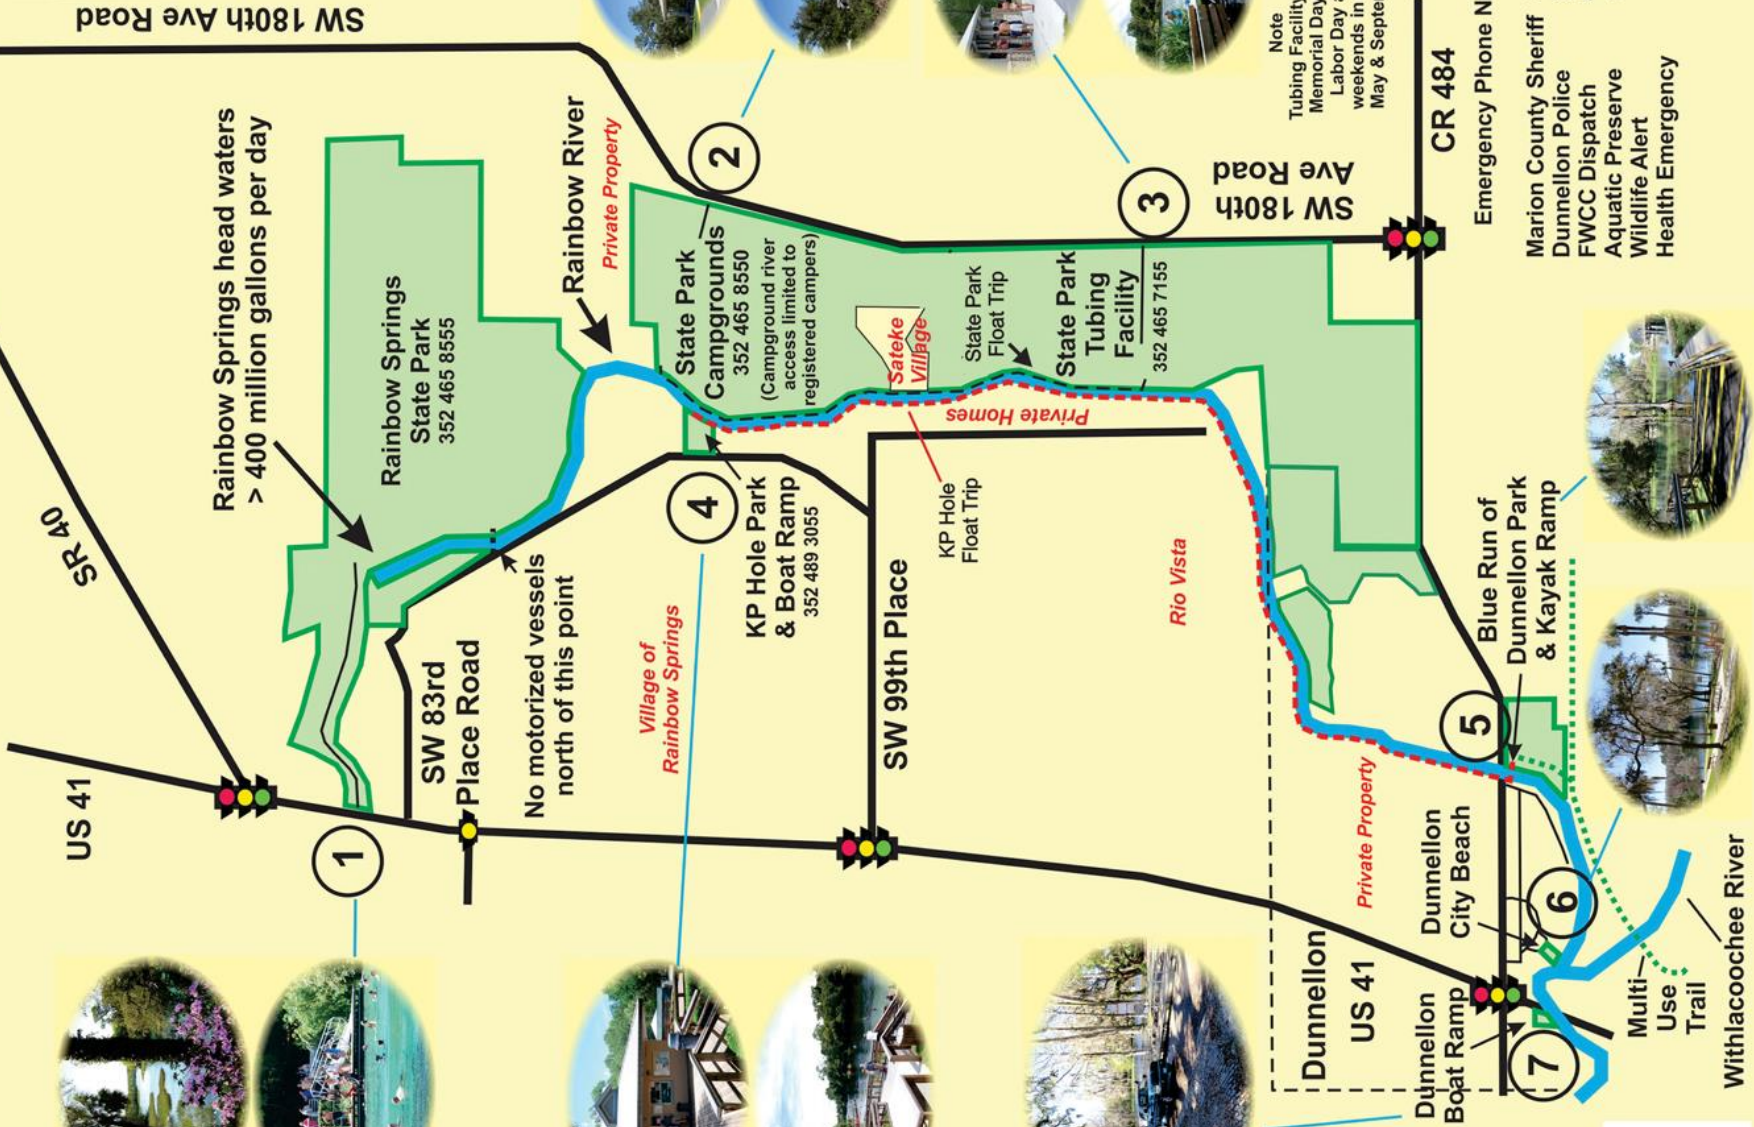 SW 180th Ave Road
SR 40
US 41
Rainbow Springs head waters
> 400 million gallons per day
Rainbow River
Private Property
Rainbow Springs
State Park
352 465 8555
2
State Park
Campgrounds
352 465 8550
(Campground river
access limited to
registered campers)
Sateke
Village
State Park
Float Trip
State Park
Tubing
Facility
352 465 7155
3
SW 180th
Ave Road
Private Homes
KP Hole
Float Trip
4
KP Hole Park
& Boat Ramp
352 489 3055
No motorized vessels
north of this point
SW 83rd
Place Road
1
Village of
Rainbow Springs
SW 99th Place
Rio Vista
Private Property
Note
Tubing Facility
Memorial Day
Labor Day
weekends in
May & Septe
CR 484
Emergency Phone N
Marion County Sheriff
Dunnellon Police
FWCC Dispatch
Aquatic Preserve
Wildlife Alert
Health Emergency
5
Blue Run of
Dunnellon Park
& Kayak Ramp
Dunnellon
City Beach
6
Dunnellon
US 41
Dunnellon
Boat Ramp
7
Multi
Use
Trail
Withlacoochee River